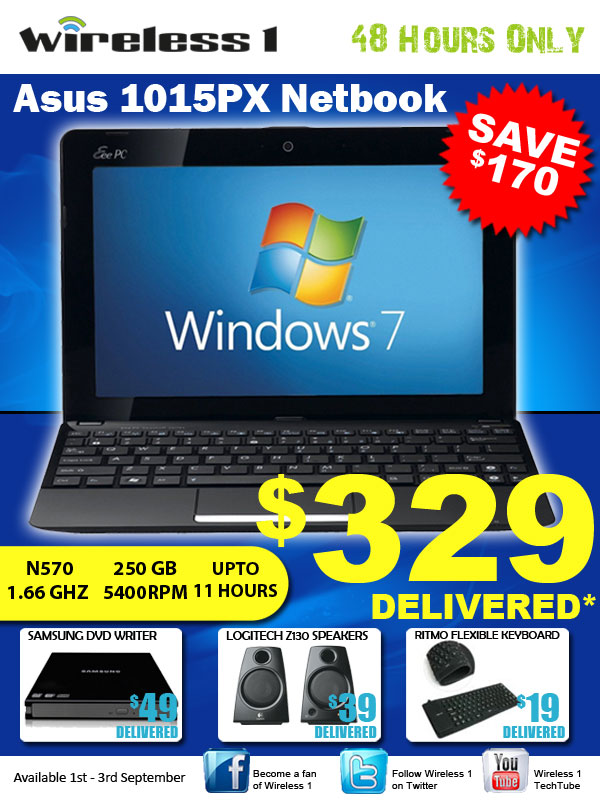 wireless 1
48 Hours Only
Asus 1015PX Netbook
SAVE
$170
Eee PC
Windows 7
$329
DELIVERED*
N570
1.66 GHZ
250 GB
5400RPM
UPTO
11 HOURS
SAMSUNG DVD WRITER
SAMSUNG
$49
DELIVERED
LOGITECH Z130 SPEAKERS
$39
DELIVERED
RITMO FLEXIBLE KEYBOARD
$19
DELIVERED
Available 1st - 3rd September
f
Become a fan
of Wireless 1
t
Follow Wireless 1
on Twitter
You
Tube
Wireless 1
TechTube